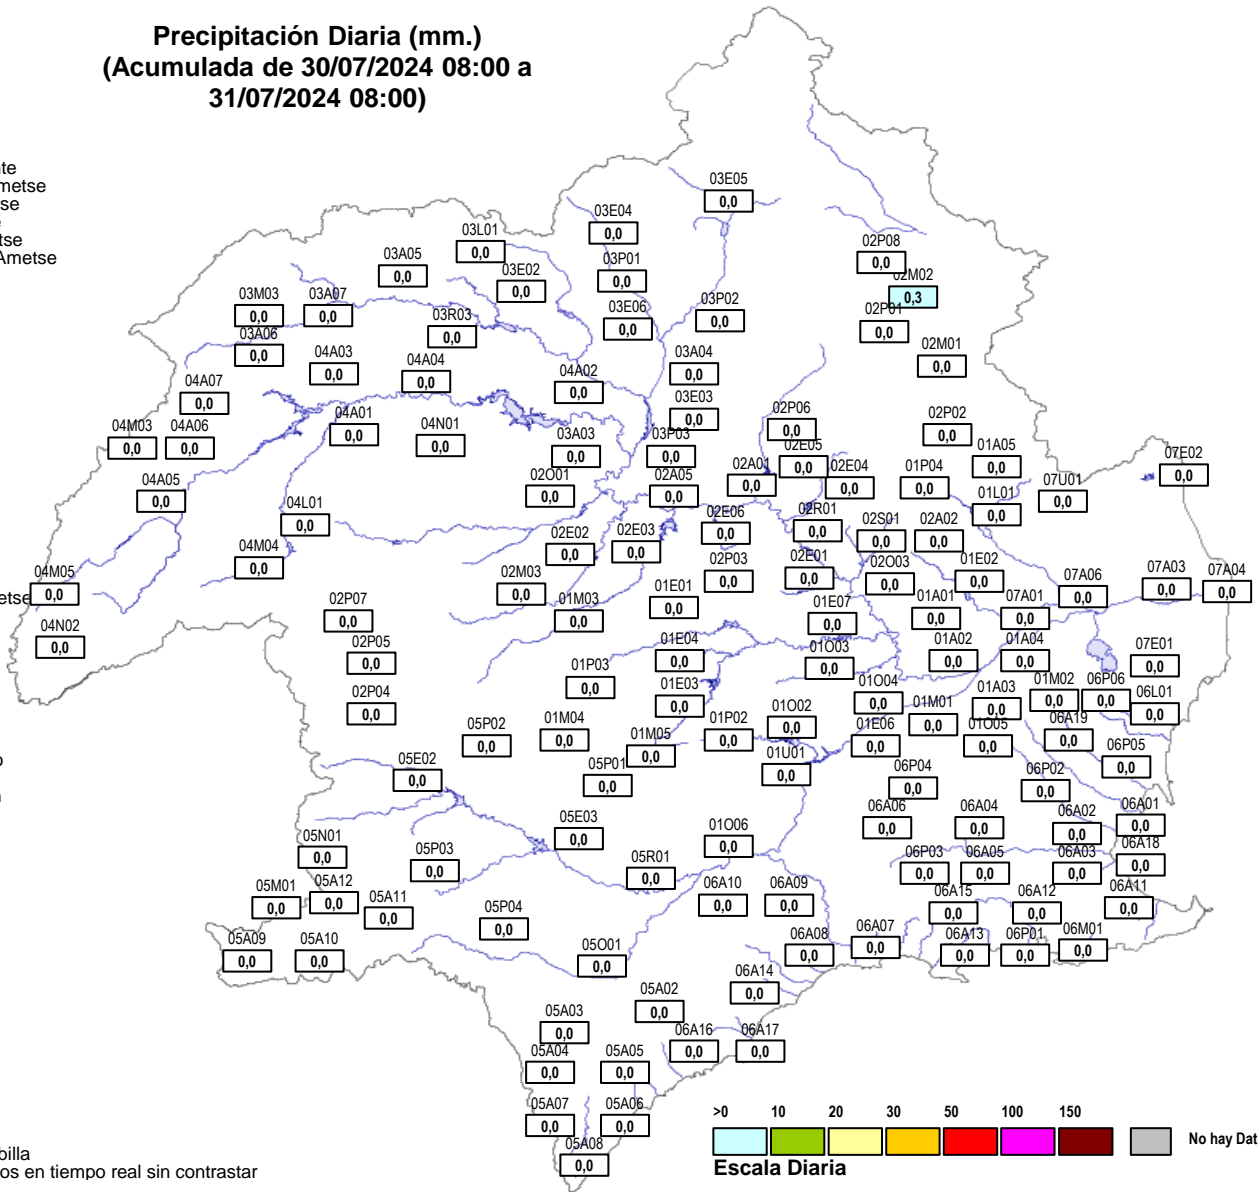 Precipitación Diaria (mm.)
(Acumulada de 30/07/2024 08:00 a
31/07/2024 08:00)
03E05
0,0
03E04
0,0
03L01
0,0
02P08
0,0
03A05
0,0
03E02
0,0
03P01
0,0
02M02
0,3
03M03
0,0
03A07
0,0
03R03
0,0
03E06
0,0
03P02
0,0
02P01
0,0
03A06
0,0
04A03
0,0
04A04
0,0
04A02
0,0
03A04
0,0
02M01
0,0
04A07
0,0
03E03
0,0
04M03
0,0
04A06
0,0
04A01
0,0
04N01
0,0
03A03
0,0
03P03
0,0
02P06
0,0
02P02
0,0
02E05
0,0
01A05
0,0
07E02
0,0
04A05
0,0
02O01
0,0
02A05
0,0
02A01
0,0
02E04
0,0
01P04
0,0
07U01
0,0
01L01
0,0
04L01
0,0
02E06
0,0
02R01
0,0
02S01
0,0
02A02
0,0
02E02
0,0
02E03
0,0
04M04
0,0
02P03
0,0
02E01
0,0
02O03
0,0
01E02
0,0
04M05
0,0
02M03
0,0
01E01
0,0
07A06
0,0
07A03
0,0
07A04
0,0
02P07
0,0
01M03
0,0
01E07
0,0
01A01
0,0
07A01
0,0
04N02
0,0
02P05
0,0
01E04
0,0
01O03
0,0
01A02
0,0
01A04
0,0
07E01
0,0
01P03
0,0
02P04
0,0
01E03
0,0
01O04
0,0
01A03
0,0
01M02
0,0
06P06
0,0
06L01
0,0
05P02
0,0
01M04
0,0
01P02
0,0
01O02
0,0
01M01
0,0
01E06
0,0
01O05
0,0
06A19
0,0
01M05
0,0
01U01
0,0
06P05
0,0
05E02
0,0
05P01
0,0
06P04
0,0
06P02
0,0
05E03
0,0
01O06
0,0
06A06
0,0
06A04
0,0
06A02
0,0
06A01
0,0
05N01
0,0
05P03
0,0
05R01
0,0
06P03
0,0
06A05
0,0
06A03
0,0
06A18
0,0
05M01
0,0
05A12
0,0
05A11
0,0
06A10
0,0
06A09
0,0
06A15
0,0
06A12
0,0
06A11
0,0
05P04
0,0
05A09
0,0
05A10
0,0
05O01
0,0
06A08
0,0
06A07
0,0
06A13
0,0
06P01
0,0
06M01
0,0
06A14
0,0
05A02
0,0
05A03
0,0
06A16
0,0
06A17
0,0
05A04
0,0
05A05
0,0
05A07
0,0
05A06
0,0
05A08
0,0
>0 10 20 30 50 100 150
No hay Dat
Escala Diaria
te
metse
se
tse
Ametse
etse
billa
os en tiempo real sin contrastar